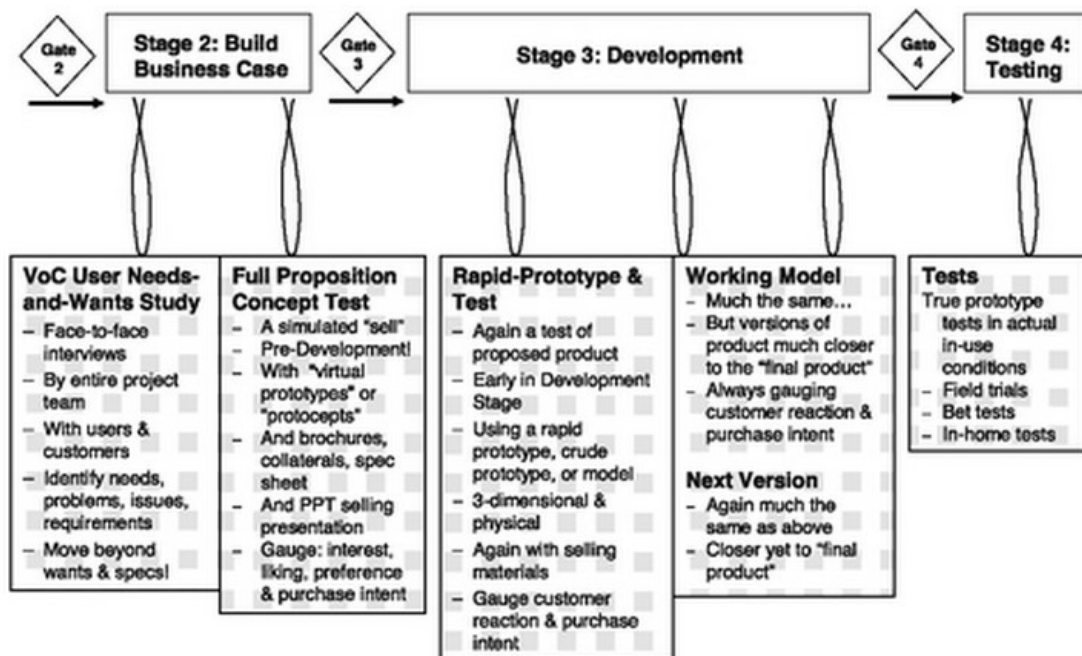 Gate
2
Stage 2: Build
Business Case
Gate
3
Stage 3: Development
Gate
4
Stage 4:
Testing
VoC User Needs-
and-Wants Study
– Face-to-face
interviews
– By entire project
team
– With users &
customers
– Identify needs,
problems, issues,
requirements
– Move beyond
wants & specs!
Full Proposition
Concept Test
– A simulated "sell"
– Pre-Development!
– With "virtual
prototypes" or
"protocepts"
– And brochures,
collaterals, spec
sheet
– And PPT selling
presentation
– Gauge: interest,
liking, preference
& purchase intent
Rapid-Prototype &
Test
– Again a test of
proposed product
– Early in Development
Stage
– Using a rapid
prototype, crude
prototype, or model
– 3-dimensional &
physical
– Again with selling
materials
– Gauge customer
reaction & purchase
intent
Working Model
– Much the same...
– But versions of
product much closer
to the "final product"
– Always gauging
customer reaction &
purchase intent
Next Version
– Again much the
same as above
– Closer yet to "final
product"
Tests
True prototype
tests in actual
in-use
conditions
– Field trials
– Bet tests
– In-home tests